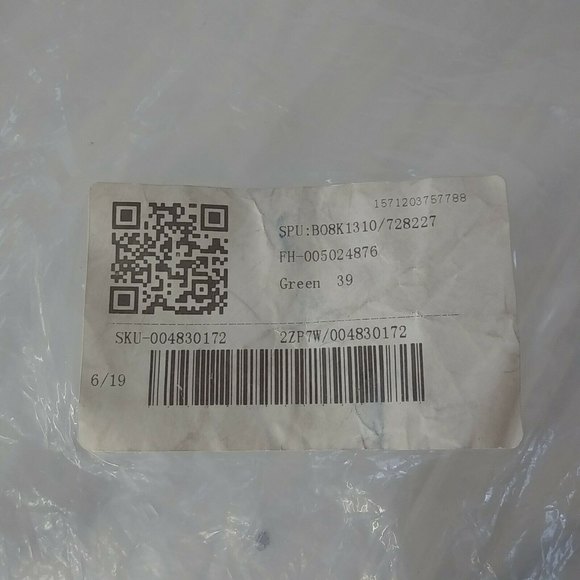 1571203757788
SPU:B08K1310/728227
FH-005024876
Green 39
SKU-004830172
2ZP7W/004830172
6/19